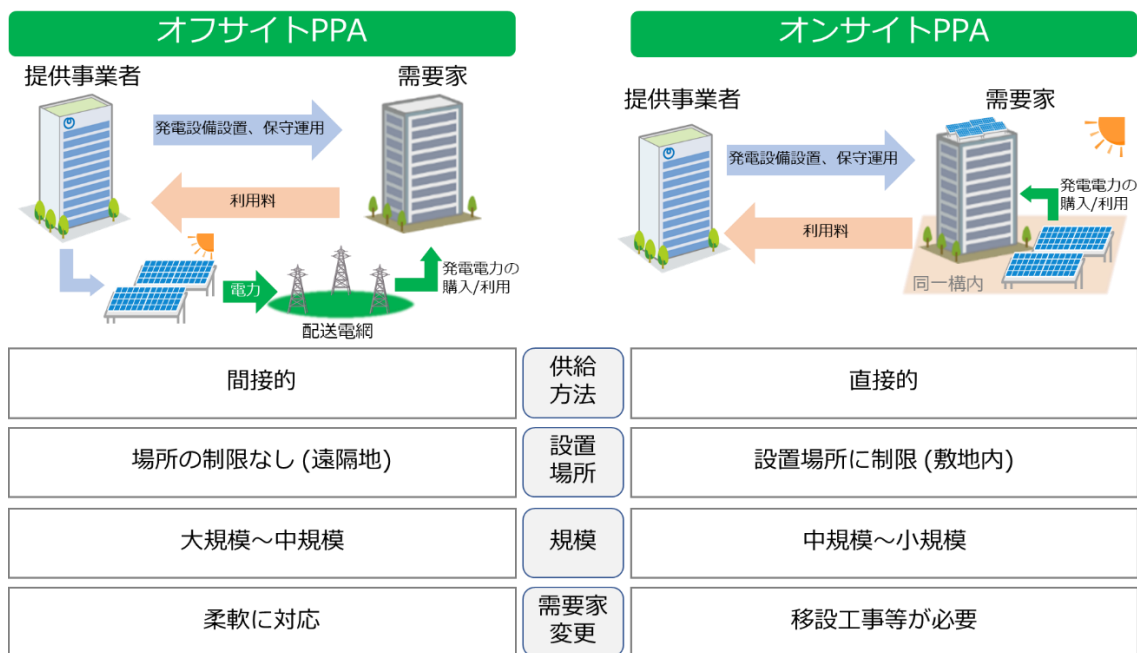 オフサイトPPA
提供事業者
需要家
発電設備設置、保守運用
利用料
電力
発電電力の
購入/利用
配送電網
オンサイトPPA
提供事業者
需要家
発電設備設置、保守運用
利用料
発電電力の
購入/利用
同一構内
間接的
供給
方法
直接的
場所の制限なし (遠隔地)
設置
場所
設置場所に制限 (敷地内)
大規模～中規模
規模
中規模～小規模
柔軟に対応
需要家
変更
移設工事等が必要